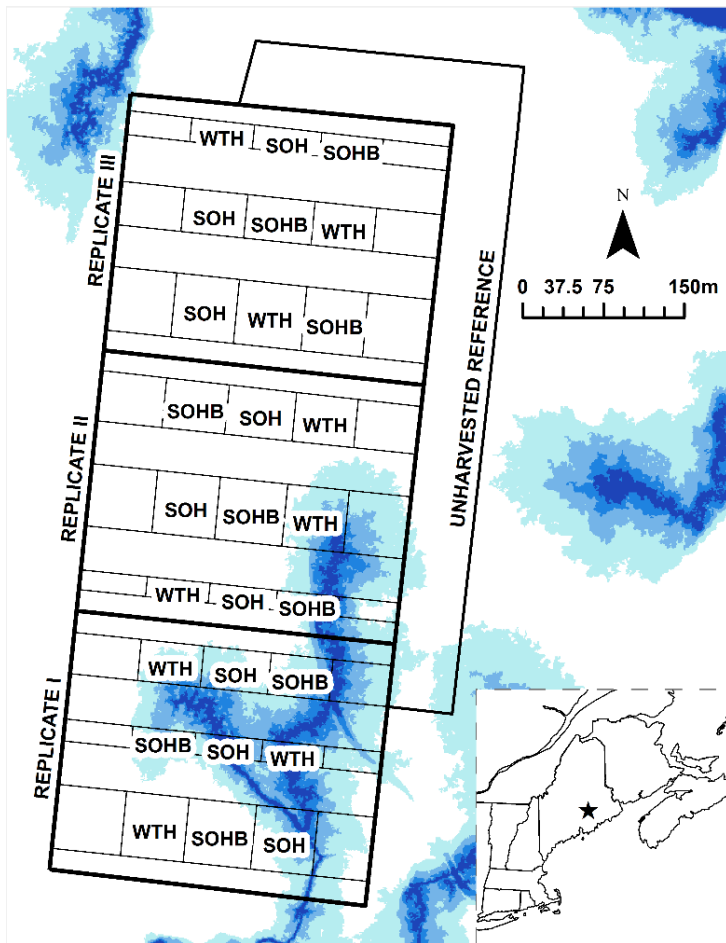 WTH SOH SOHB
SOH SOHB WTH
SOH WTH SOHB
REPLICATE III
SOHB SOH WTH
SOH SOHB WTH
WTH SOH SOHB
REPLICATE II
WTH SOH SOHB
SOHB SOH WTH
WTH SOHB SOH
REPLICATE I
UNHARVESTED REFERENCE
N
0 37.5 75 150m